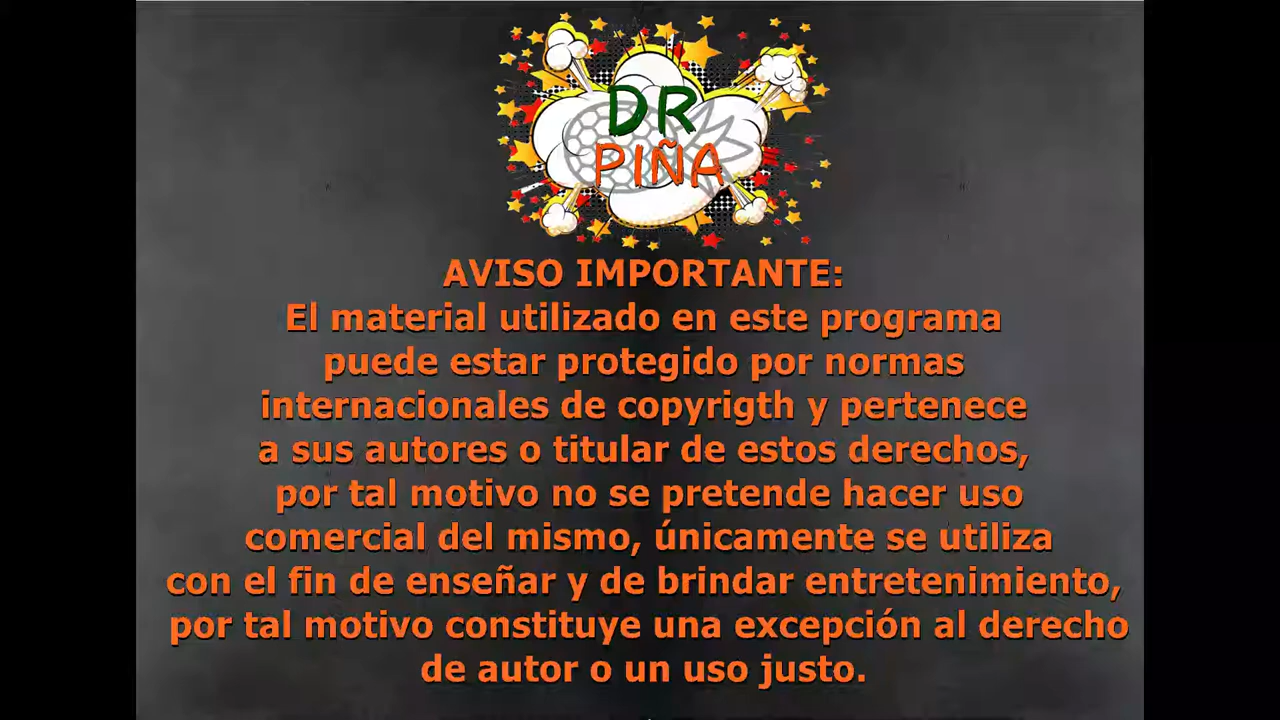 DR
PIÑA
AVISO IMPORTANTE:
El material utilizado en este programa
puede estar protegido por normas
internacionales de copyrigth y pertenece
a sus autores o titular de estos derechos,
por tal motivo no se pretende hacer uso
comercial del mismo, únicamente se utiliza
con el fin de enseñar y de brindar entretenimiento,
por tal motivo constituye una excepción al derecho
de autor o un uso justo.